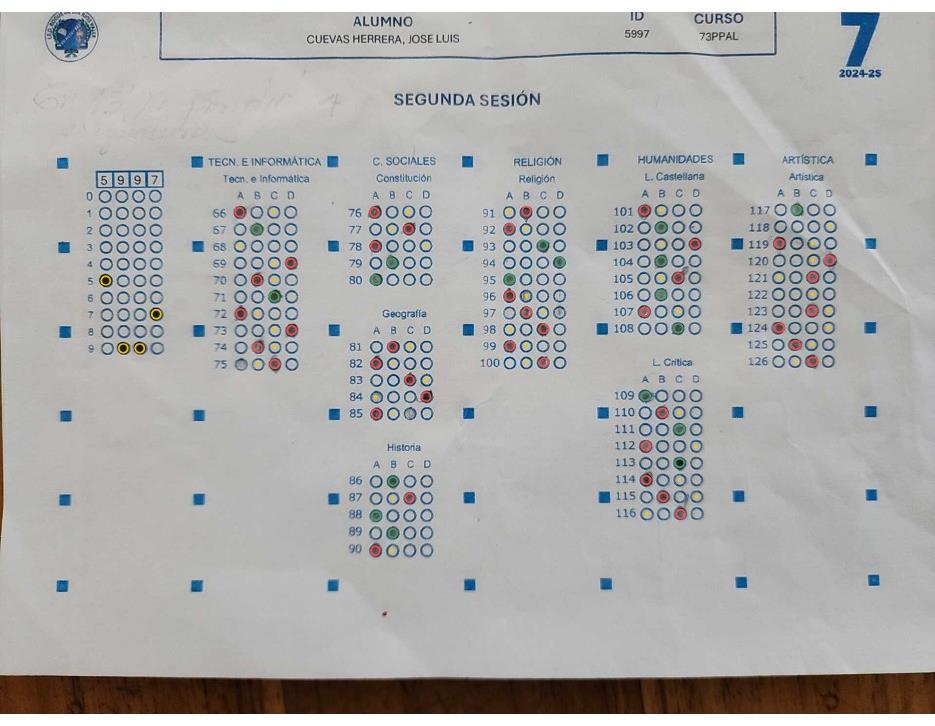 ALUMNO ID CURSO
CUEVAS HERRERA, JOSE LUIS 5997 73PPAL
7
2024-25
SEGUNDA SESIÓN
5 9 9 7
0
1
2
3
4
5
6
7
8
9
TECN. E INFORMÁTICA
Tecn. e Informática
A B C D
66
67
68
69
70
71
72
73
74
75
C. SOCIALES
Constitución
A B C D
76
77
78
79
80
Geografía
A B C D
81
82
83
84
85
Historia
A B C D
86
87
88
89
90
RELIGIÓN
Religión
A B C D
91
92
93
94
95
96
97
98
99
100
HUMANIDADES
L. Castellana
A B C D
101
102
103
104
105
106
107
108
L. Crítica
A B C D
109
110
111
112
113
114
115
116
ARTÍSTICA
Artística
A B C D
117
118
119
120
121
122
123
124
125
126